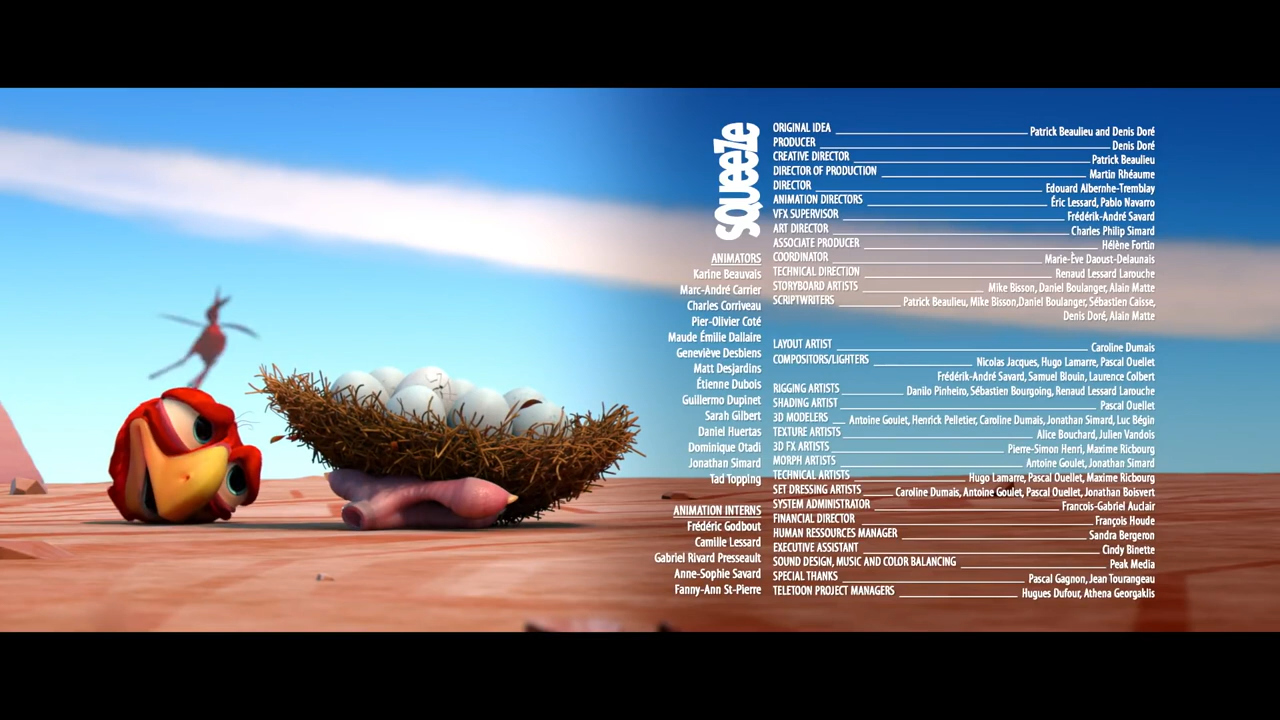 squeeze
ORIGINAL IDEA Patrick Beaulieu and Denis Doré
PRODUCER Denis Doré
CREATIVE DIRECTOR Patrick Beaulieu
DIRECTOR OF PRODUCTION Martin Rhéaume
DIRECTOR Edouard Albernhe-Tremblay
ANIMATION DIRECTORS Éric Lessard, Pablo Navarro
VFX SUPERVISOR Frédérik-André Savard
ART DIRECTOR Charles Philip Simard
ASSOCIATE PRODUCER Hélène Fortin
COORDINATOR Marie-Ève Daoust-Delaunais
TECHNICAL DIRECTION Renaud Lessard Larouche
STORYBOARD ARTISTS Mike Bisson, Daniel Boulanger, Alain Matte
SCRIPTWRITERS Patrick Beaulieu, Mike Bisson,Daniel Boulanger, Sébastien Caisse,
Denis Doré, Alain Matte
LAYOUT ARTIST Caroline Dumais
COMPOSITORS/LIGHTERS Nicolas Jacques, Hugo Lamarre, Pascal Ouellet
Frédérik-André Savard, Samuel Blouin, Laurence Colbert
RIGGING ARTISTS Danilo Pinheiro, Sébastien Bourgoing, Renaud Lessard Larouche
SHADING ARTIST Pascal Ouellet
3D MODELERS Antoine Goulet, Henrick Pelletier, Caroline Dumais, Jonathan Simard, Luc Bégin
TEXTURE ARTISTS Alice Bouchard, Julien Vandois
3D FX ARTISTS Pierre-Simon Henri, Maxime Ricbourg
MORPH ARTISTS Antoine Goulet, Jonathan Simard
TECHNICAL ARTISTS Hugo Lamarre, Pascal Ouellet, Maxime Ricbourg
SET DRESSING ARTISTS Caroline Dumais, Antoine Goulet, Pascal Ouellet, Jonathan Boisvert
SYSTEM ADMINISTRATOR Francois-Gabriel Auclair
FINANCIAL DIRECTOR François Houde
HUMAN RESSOURCES MANAGER Sandra Bergeron
EXECUTIVE ASSISTANT Cindy Binette
SOUND DESIGN, MUSIC AND COLOR BALANCING Peak Media
SPECIAL THANKS Pascal Gagnon, Jean Tourangeau
TELETOON PROJECT MANAGERS Hugues Dufour, Athena Georgaklis
ANIMATORS
Karine Beauvais
Marc-André Carrier
Charles Corriveau
Pier-Olivier Coté
Maude Émilie Dallaire
Geneviève Desbiens
Matt Desjardins
Étienne Dubois
Guillermo Dupinet
Sarah Gilbert
Daniel Huertas
Dominique Otadi
Jonathan Simard
Tad Topping
ANIMATION INTERNS
Frédéric Godbout
Camille Lessard
Gabriel Rivard Presseault
Anne-Sophie Savard
Fanny-Ann St-Pierre